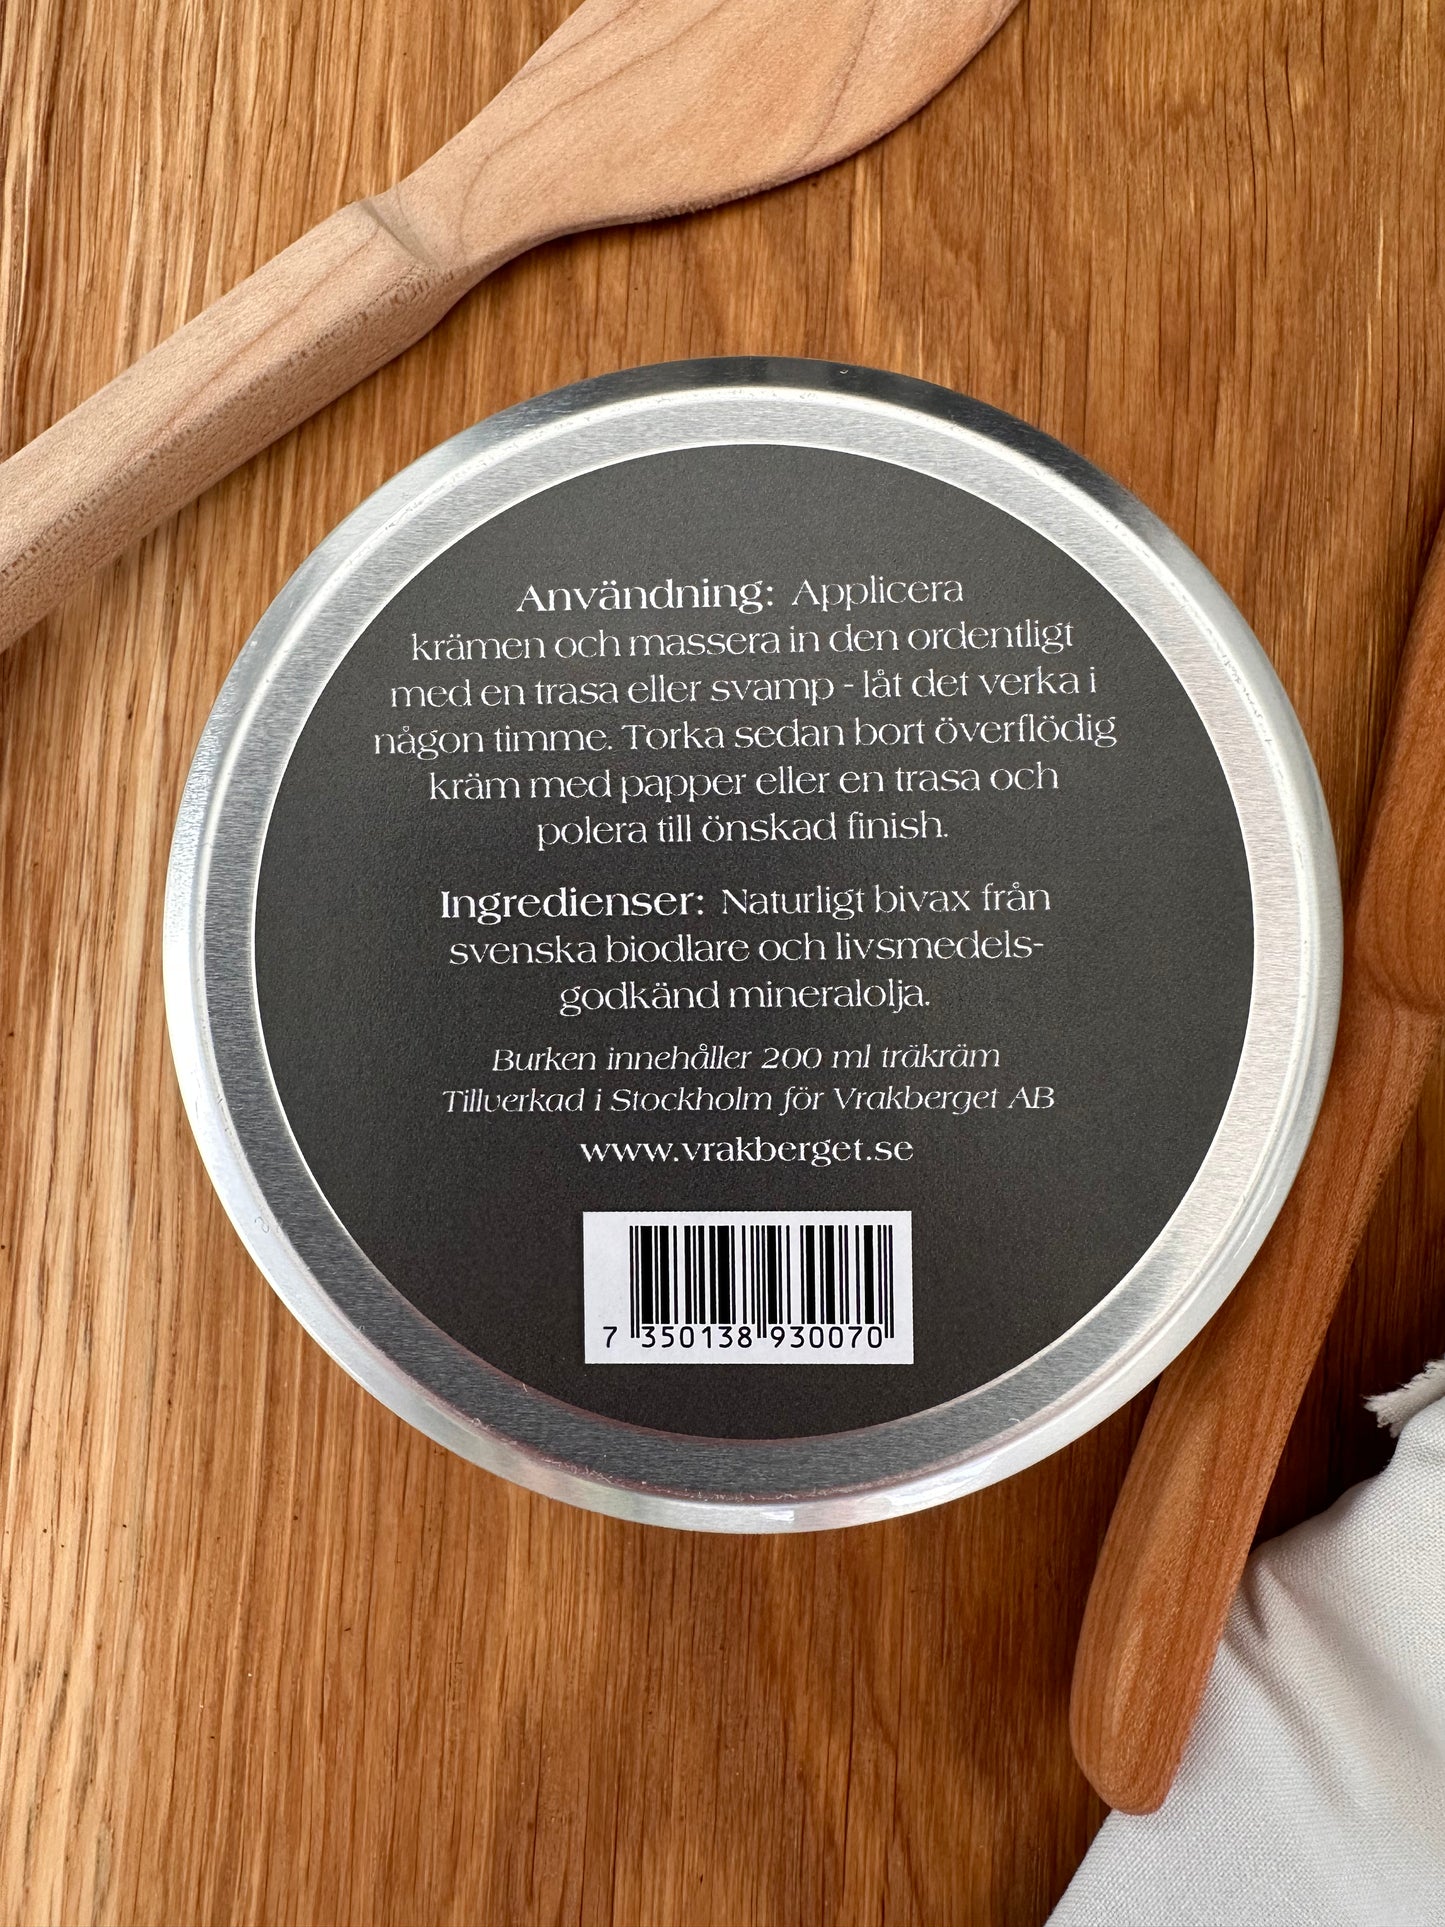 Användning: Applicera
krämen och massera in den ordentligt
med en trasa eller svamp - låt det verka i
någon timme. Torka sedan bort överflödig
kräm med papper eller en trasa och
polera till önskad finish.
Ingredienser: Naturligt bivax från
svenska biodlare och livsmedels-
godkänd mineralolja.
Burken innehåller 200 ml träkräm
Tillverkad i Stockholm för Vrakberget AB
www.vrakberget.se
7 350138 930070